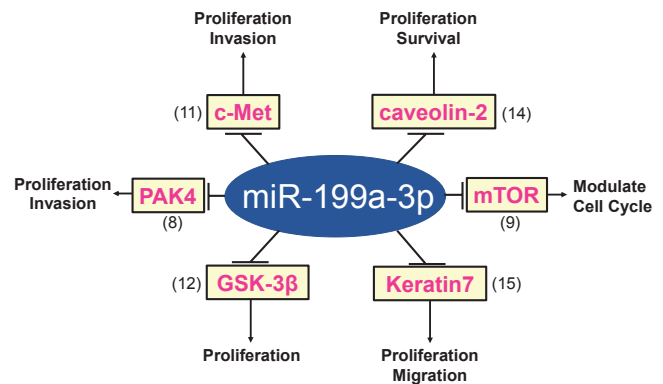 Proliferation
Invasion
Proliferation
Survival
(11)
c-Met
caveolin-2
(14)
Proliferation
Invasion
PAK4
(8)
miR-199a-3p
mTOR
(9)
Modulate
Cell Cycle
(12)
GSK-3β
Keratin7
(15)
Proliferation
Proliferation
Migration